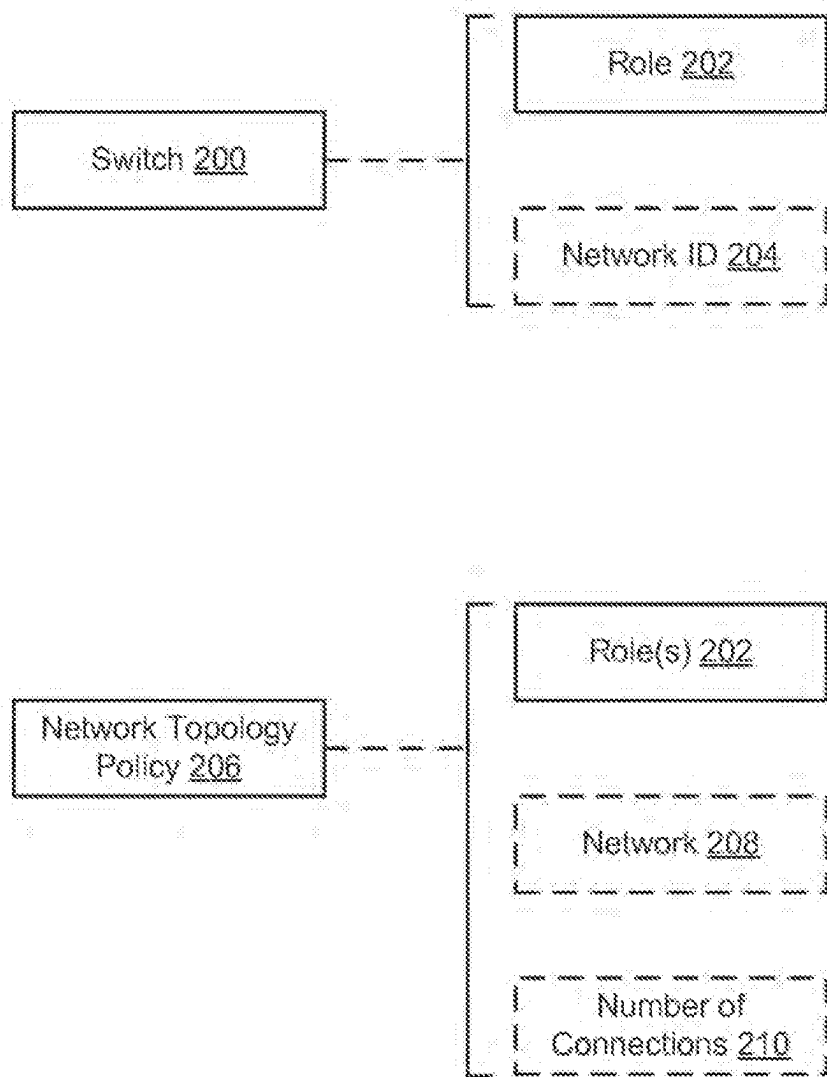 Role 202
Switch 200
Network ID 204
Role(s) 202
Network Topology
Policy 206
Network 208
Number of
Connections 210